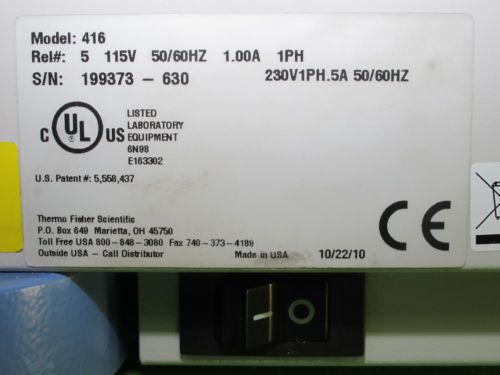 Model: 416
Rel#: 5 115V 50/60HZ 1.00A 1PH
S/N: 199373 – 630 230V1PH.5A 50/60HZ
C UL US
®
LISTED
LABORATORY
EQUIPMENT
6N98
E163302
U.S. Patent #: 5,558,437
Thermo Fisher Scientific
P.O. Box 649 Marietta, OH 45750
Toll Free USA 800 – 848 – 3080 Fax 740 – 373 – 4189
Outside USA – Call Distributor Made in USA 10/22/10
CE